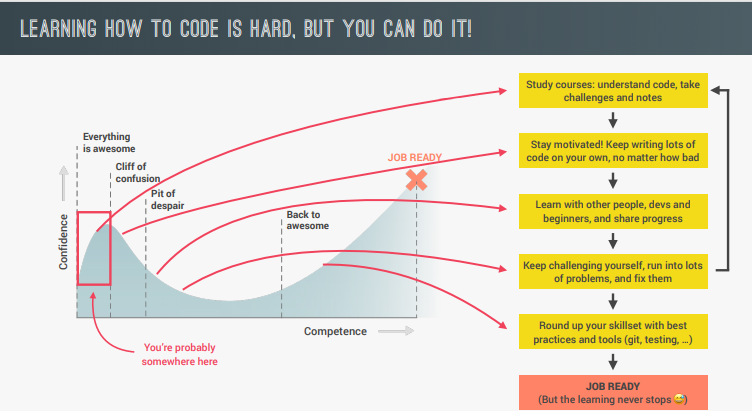 LEARNING HOW TO CODE IS HARD, BUT YOU CAN DO IT!
Everything
is awesome
Cliff of
confusion
Pit of
despair
Back to
awesome
JOB READY
Confidence
Competence
You're probably
somewhere here
Study courses: understand code, take
challenges and notes
Stay motivated! Keep writing lots of
code on your own, no matter how bad
Learn with other people, devs and
beginners, and share progress
Keep challenging yourself, run into lots
of problems, and fix them
Round up your skillset with best
practices and tools (git, testing, …)
JOB READY
(But the learning never stops 😅)